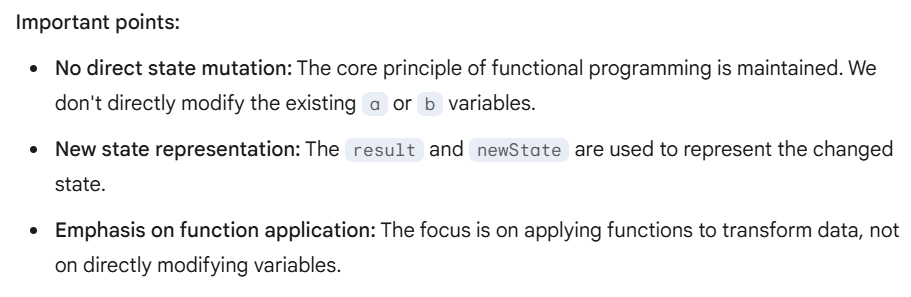 Important points:
No direct state mutation: The core principle of functional programming is maintained. We
don't directly modify the existing a or b variables.
New state representation: The result and newState are used to represent the changed
state.
Emphasis on function application: The focus is on applying functions to transform data, not
on directly modifying variables.